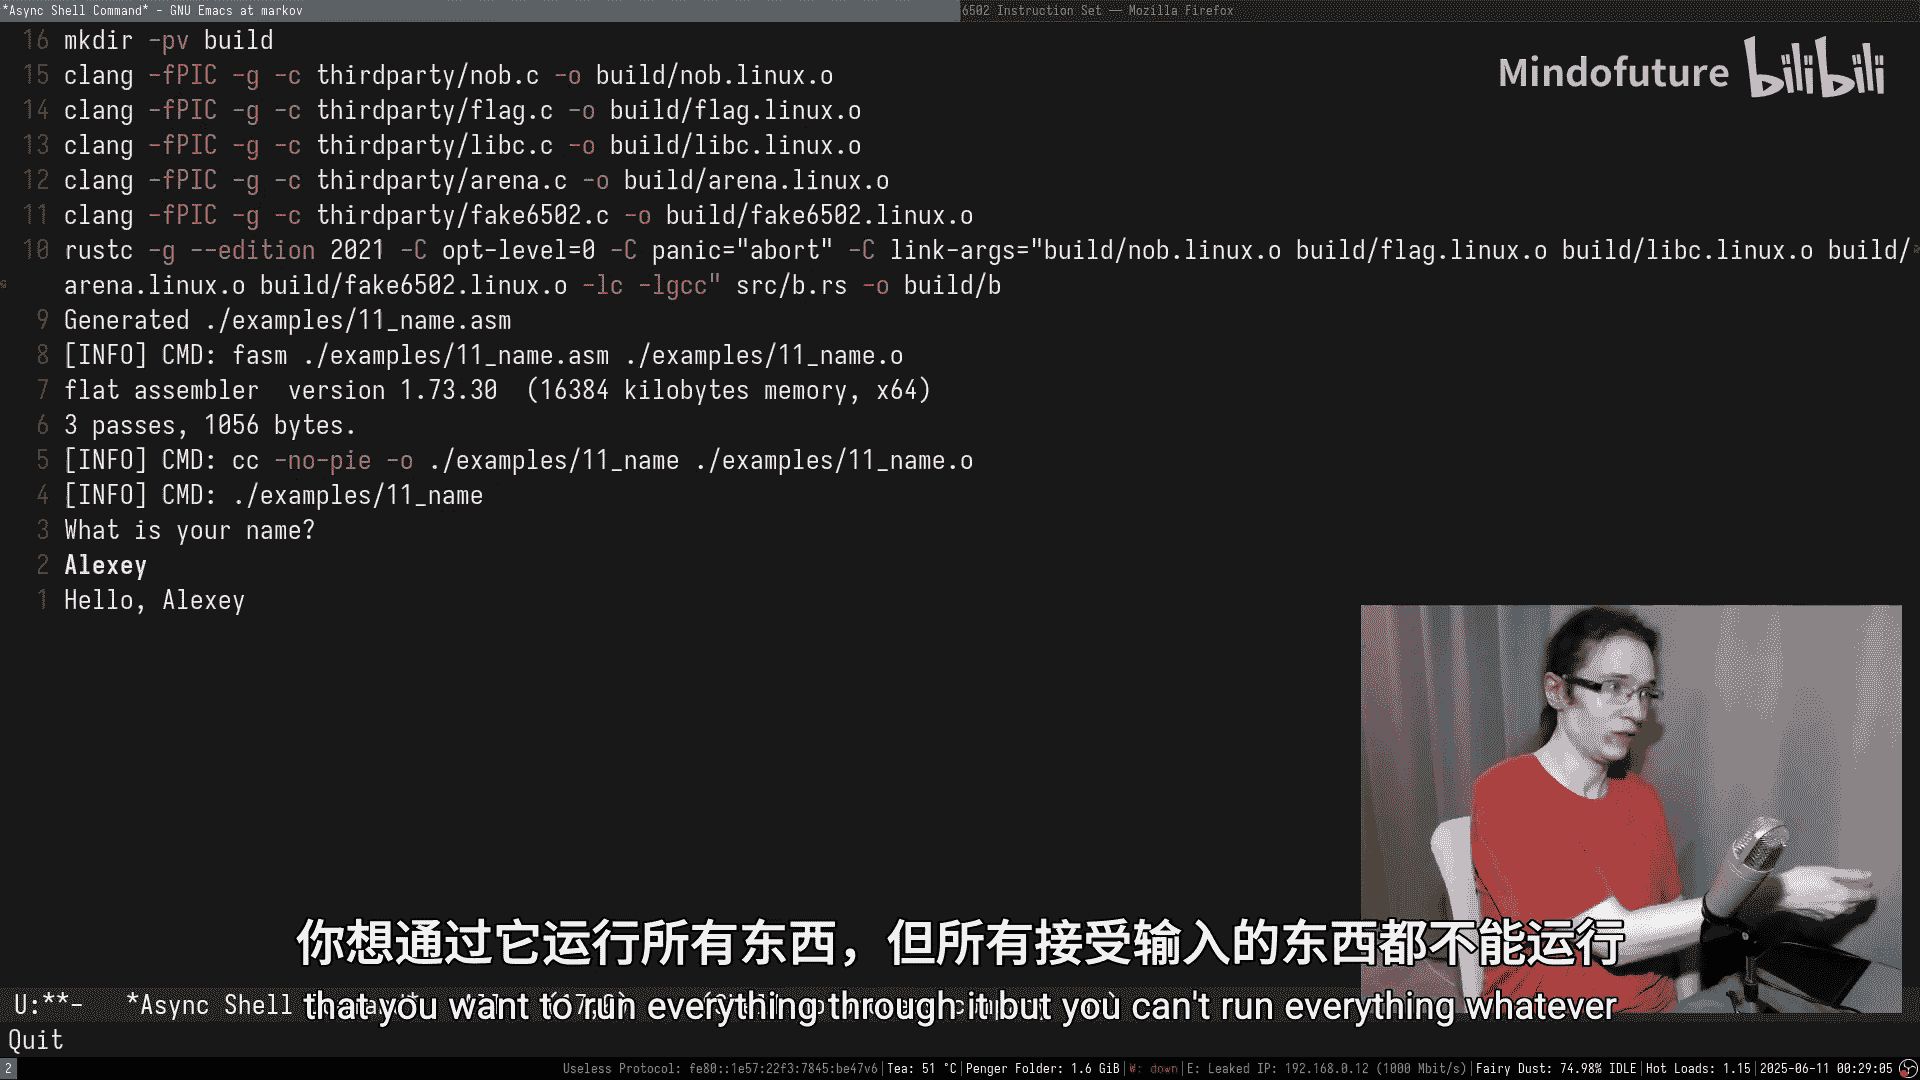 *Async Shell Command* - GNU Emacs at markov
6502 Instruction Set — Mozilla Firefox
Mindofuture bilibili
16 mkdir -pv build
15 clang -fPIC -g -c thirdparty/nob.c -o build/nob.linux.o
14 clang -fPIC -g -c thirdparty/flag.c -o build/flag.linux.o
13 clang -fPIC -g -c thirdparty/libc.c -o build/libc.linux.o
12 clang -fPIC -g -c thirdparty/arena.c -o build/arena.linux.o
11 clang -fPIC -g -c thirdparty/fake6502.c -o build/fake6502.linux.o
10 rustc -g --edition 2021 -C opt-level=0 -C panic="abort" -C link-args="build/nob.linux.o build/flag.linux.o build/libc.linux.o build/
arena.linux.o build/fake6502.linux.o -lc -lgcc" src/b.rs -o build/b
9 Generated ./examples/11_name.asm
8 [INFO] CMD: fasm ./examples/11_name.asm ./examples/11_name.o
7 flat assembler  version 1.73.30  (16384 kilobytes memory, x64)
6 3 passes, 1056 bytes.
5 [INFO] CMD: cc -no-pie -o ./examples/11_name ./examples/11_name.o
4 [INFO] CMD: ./examples/11_name
3 What is your name?
2 Alexey
1 Hello, Alexey
你想通过它运行所有东西，但所有接受输入的东西都不能运行
U:**-   *Async Shell
that you want to run everything through it but you can't run everything whatever
Quit
2
Useless Protocol: fe80::1e57:22f3:7845:be47v6|Tea: 51 °C|Penger Folder: 1.6 GiB|W: down|E: Leaked IP: 192.168.0.12 (1000 Mbit/s)|Fairy Dust: 74.98% IDLE|Hot Loads: 1.15|2025-06-11 00:29:05